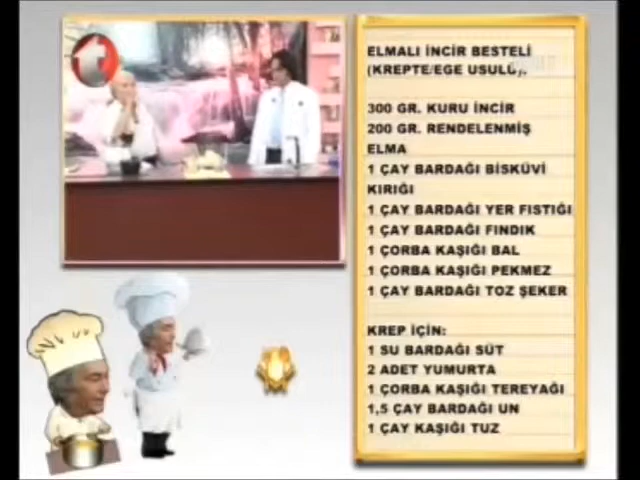 ELMALI İNCİR BESTELİ
(KREPTE/EGE USULÜ).
300 GR. KURU İNCİR
200 GR. RENDELENMİŞ
ELMA
1 ÇAY BARDAĞI BİSKÜVİ
KIRIĞI
1 ÇAY BARDAĞI YER FISTIĞI
1 ÇAY BARDAĞI FINDIK
1 ÇORBA KAŞIĞI BAL
1 ÇORBA KAŞIĞI PEKMEZ
1 ÇAY BARDAĞI TOZ ŞEKER
KREP İÇİN:
1 SU BARDAĞI SÜT
2 ADET YUMURTA
1 ÇORBA KAŞIĞI TEREYAĞI
1,5 ÇAY BARDAĞI UN
1 ÇAY KAŞIĞI TUZ